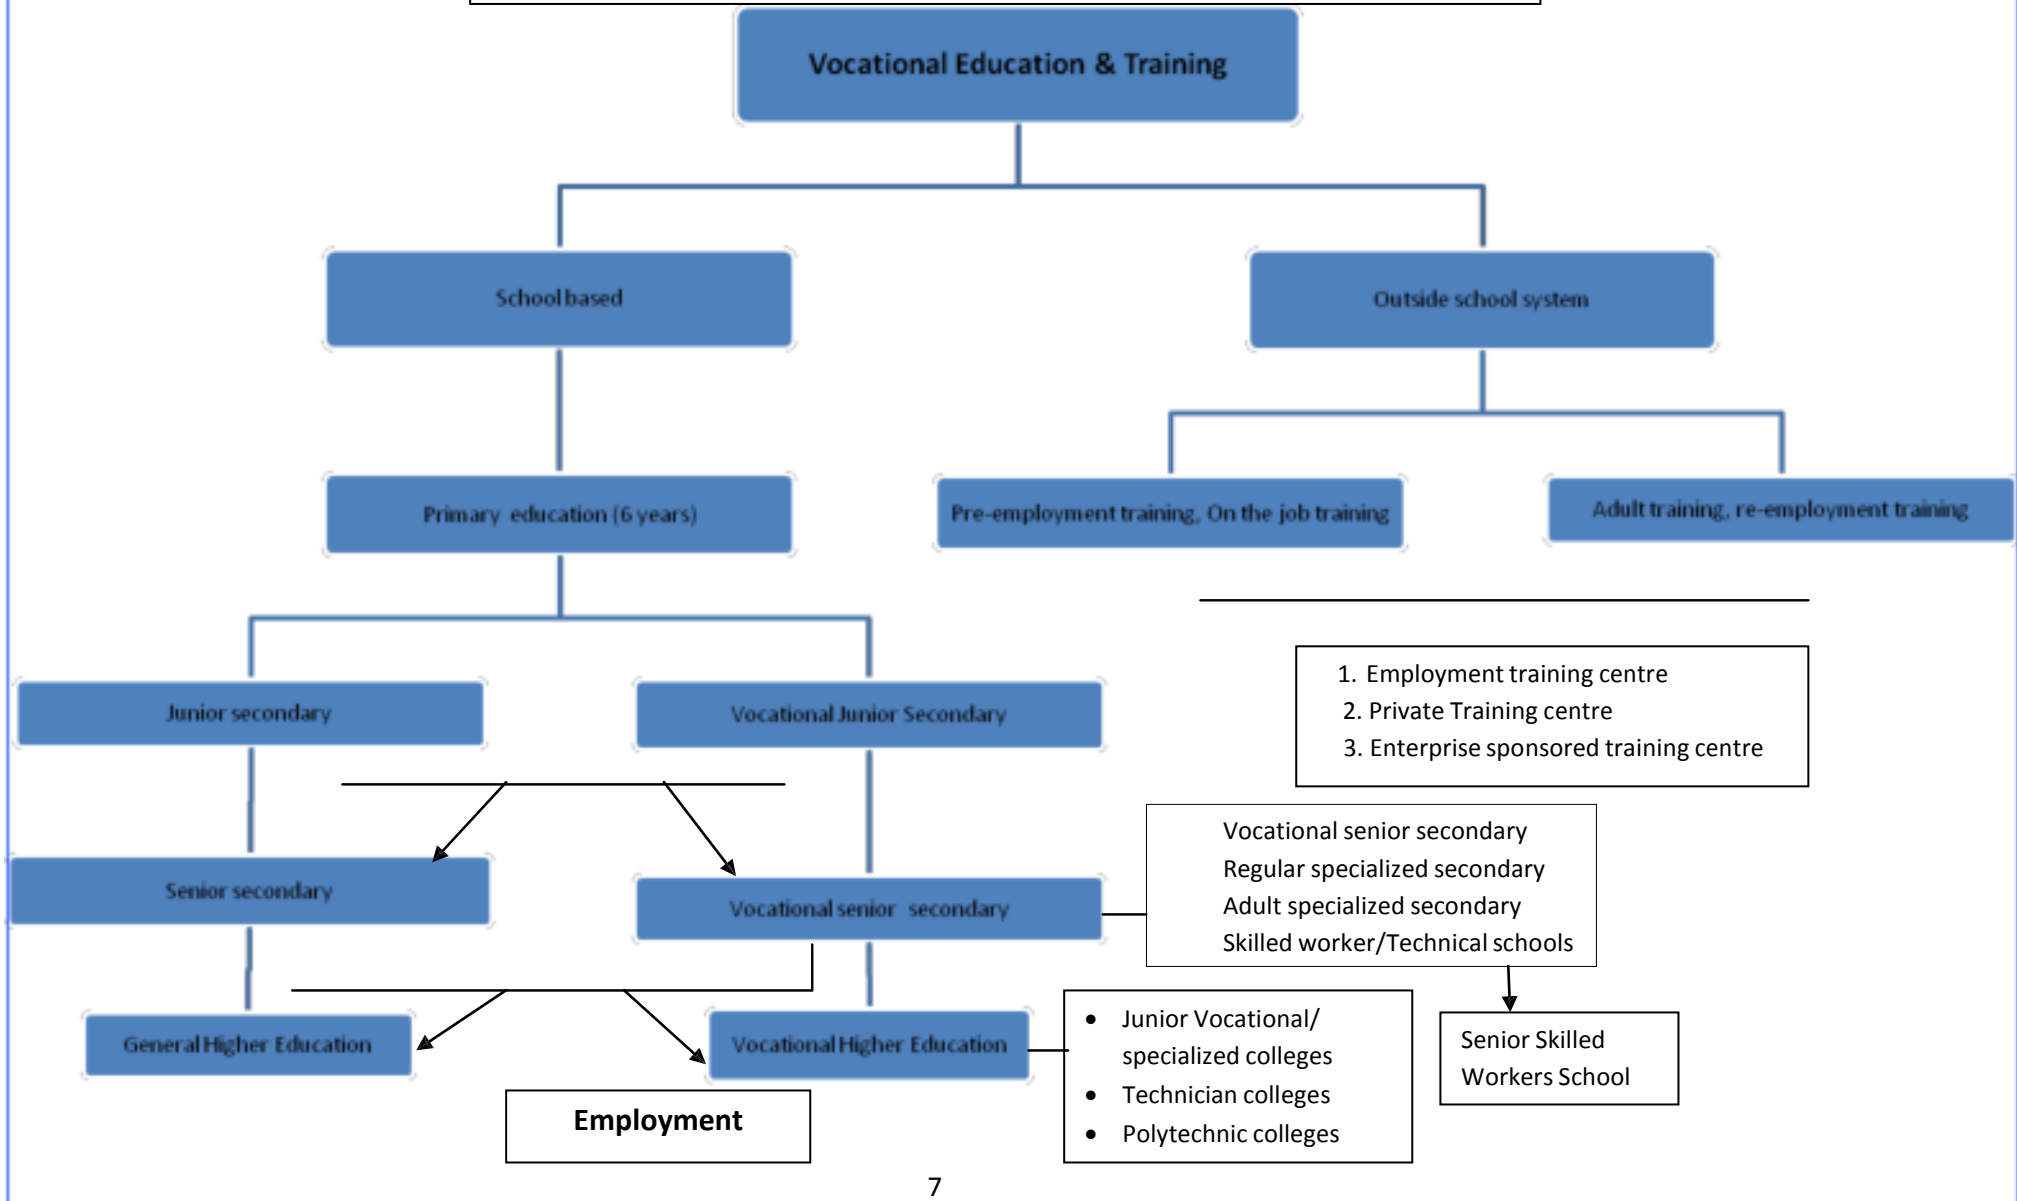 Vocational Education & Training
School based
Outside school system
Primary education (6 years)
Pre-employment training, On the job training
Adult training, re-employment training
Junior secondary
Vocational Junior Secondary
1. Employment training centre
2. Private Training centre
3. Enterprise sponsored training centre
Senior secondary
Vocational senior secondary
Vocational senior secondary
Regular specialized secondary
Adult specialized secondary
Skilled worker/Technical schools
General Higher Education
Vocational Higher Education
• Junior Vocational/
specialized colleges
• Technician colleges
• Polytechnic colleges
Senior Skilled
Workers School
Employment
7